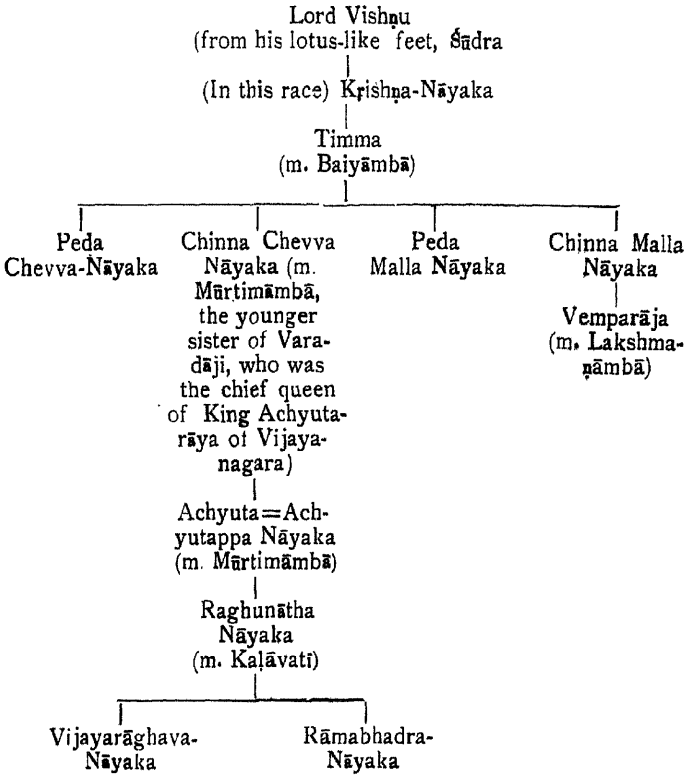 Lord Vishṇu
(from his lotus-like feet, Śūdra
(In this race) Kṛishṇa-Nāyaka
Timma
(m. Baiyāmbā)
Peda
Chevva-Nāyaka
Chinna Chevva
Nāyaka (m.
Mūrtimāmbā,
the younger
sister of Vara-
dāji, who was
the chief queen
of King Achyuta-
rāya of Vijaya-
nagara)
Peda
Malla Nāyaka
Chinna Malla
Nāyaka
Vemparāja
(m. Lakshma-
ṇāmbā)
Achyuta=Ach-
yutappa Nāyaka
(m. Mūrtimāmbā)
Raghunātha
Nāyaka
(m. Kaḷāvatī)
Vijayarāghava-
Nāyaka
Rāmabhadra-
Nāyaka